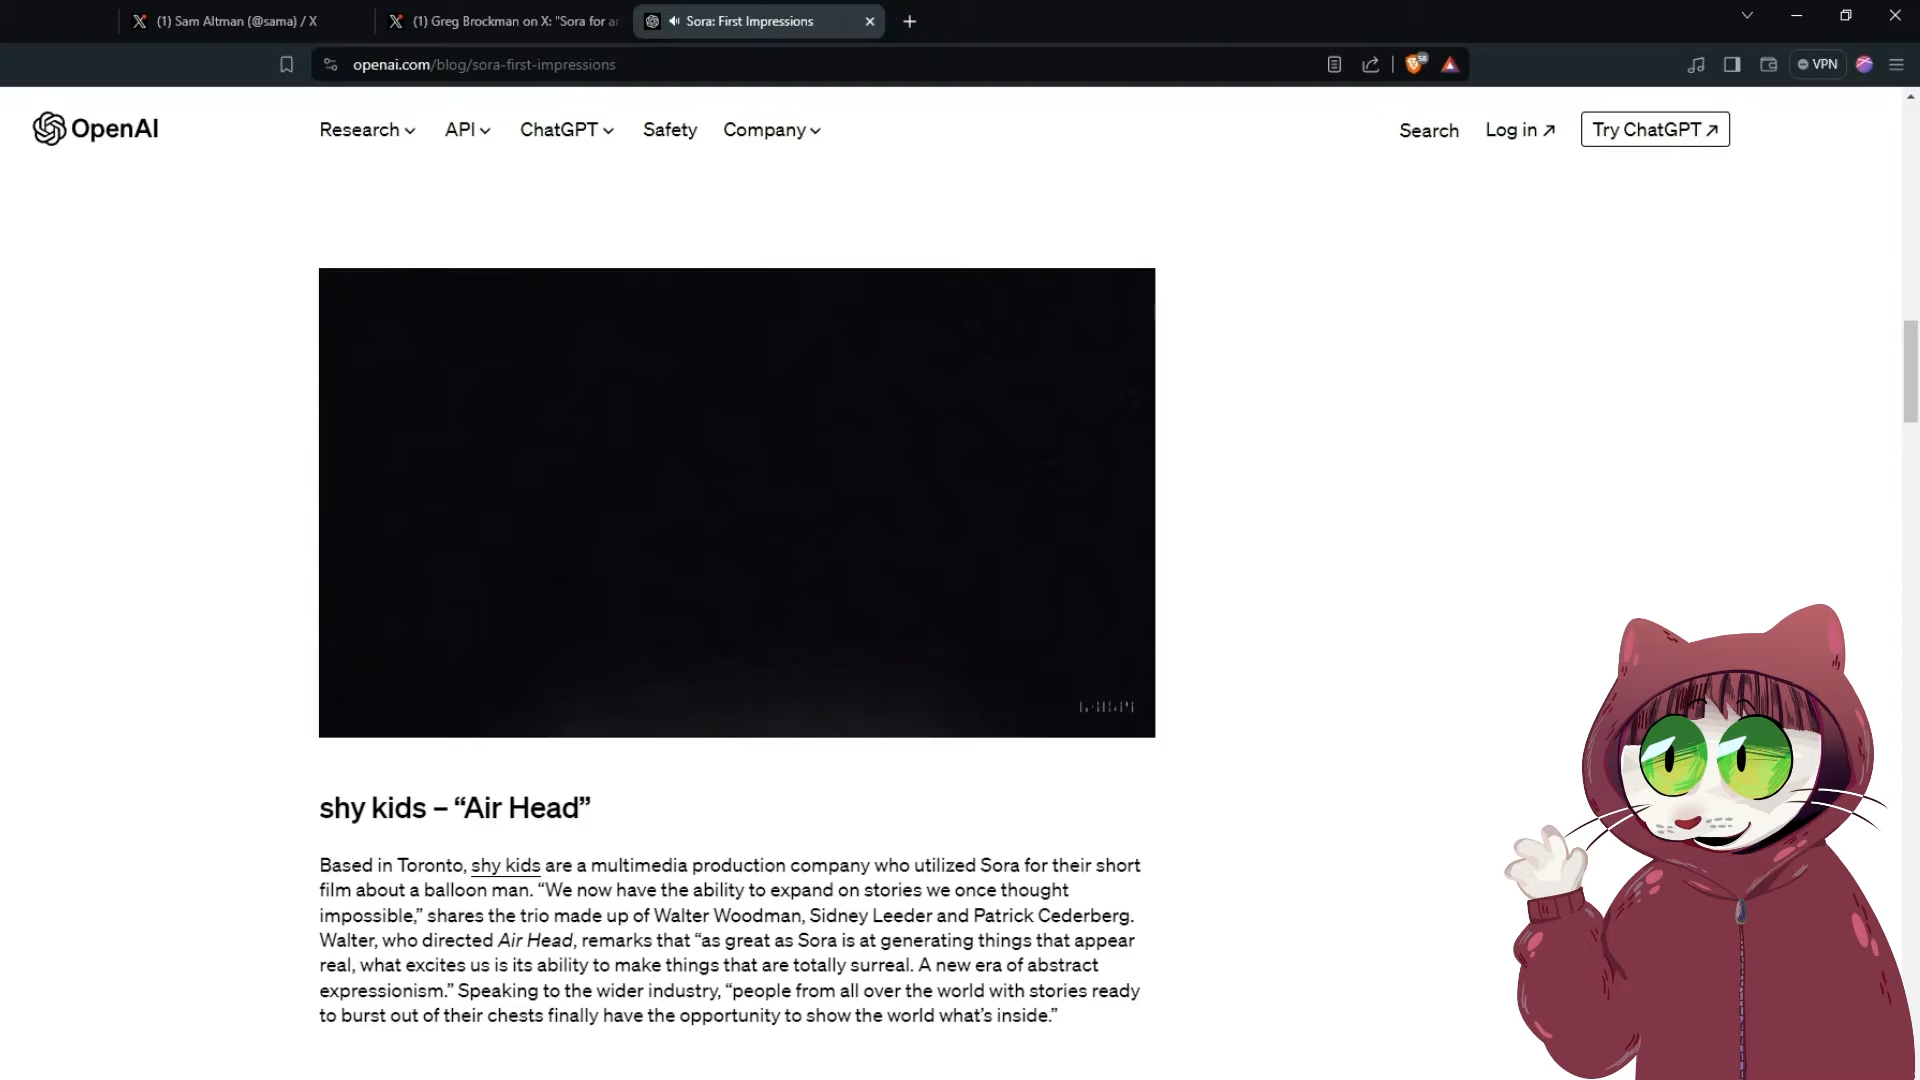 (1) Sam Altman (@sama) / X
(1) Greg Brockman on X: "Sora for ar
Sora: First Impressions
openai.com/blog/sora-first-impressions
VPN
OpenAI
Research
API
ChatGPT
Safety
Company
Search
Log in ↗
Try ChatGPT ↗
shy kids – “Air Head”
Based in Toronto, shy kids are a multimedia production company who utilized Sora for their short
film about a balloon man. “We now have the ability to expand on stories we once thought
impossible,” shares the trio made up of Walter Woodman, Sidney Leeder and Patrick Cederberg.
Walter, who directed Air Head, remarks that “as great as Sora is at generating things that appear
real, what excites us is its ability to make things that are totally surreal. A new era of abstract
expressionism.” Speaking to the wider industry, “people from all over the world with stories ready
to burst out of their chests finally have the opportunity to show the world what’s inside.”